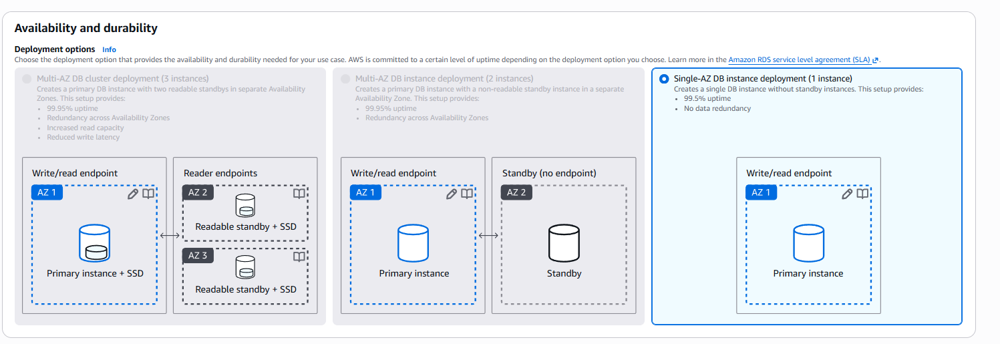 Availability and durability
Deployment options Info
Choose the deployment option that provides the availability and durability needed for your use case. AWS is committed to a certain level of uptime depending on the deployment option you choose. Learn more in the Amazon RDS service level agreement (SLA) .
Multi-AZ DB cluster deployment (3 instances)
Creates a primary DB instance with two readable standbys in separate Availability
Zones. This setup provides:
• 99.95% uptime
• Redundancy across Availability Zones
• Increased read capacity
• Reduced write latency
Write/read endpoint
AZ 1
Primary instance + SSD
Reader endpoints
AZ 2
Readable standby + SSD
AZ 3
Readable standby + SSD
Multi-AZ DB instance deployment (2 instances)
Creates a primary DB instance with a non-readable standby instance in a separate
Availability Zone. This setup provides:
• 99.95% uptime
• Redundancy across Availability Zones
Write/read endpoint
AZ 1
Primary instance
Standby (no endpoint)
AZ 2
Standby
Single-AZ DB instance deployment (1 instance)
Creates a single DB instance without standby instances. This setup provides:
• 99.5% uptime
• No data redundancy
Write/read endpoint
AZ 1
Primary instance